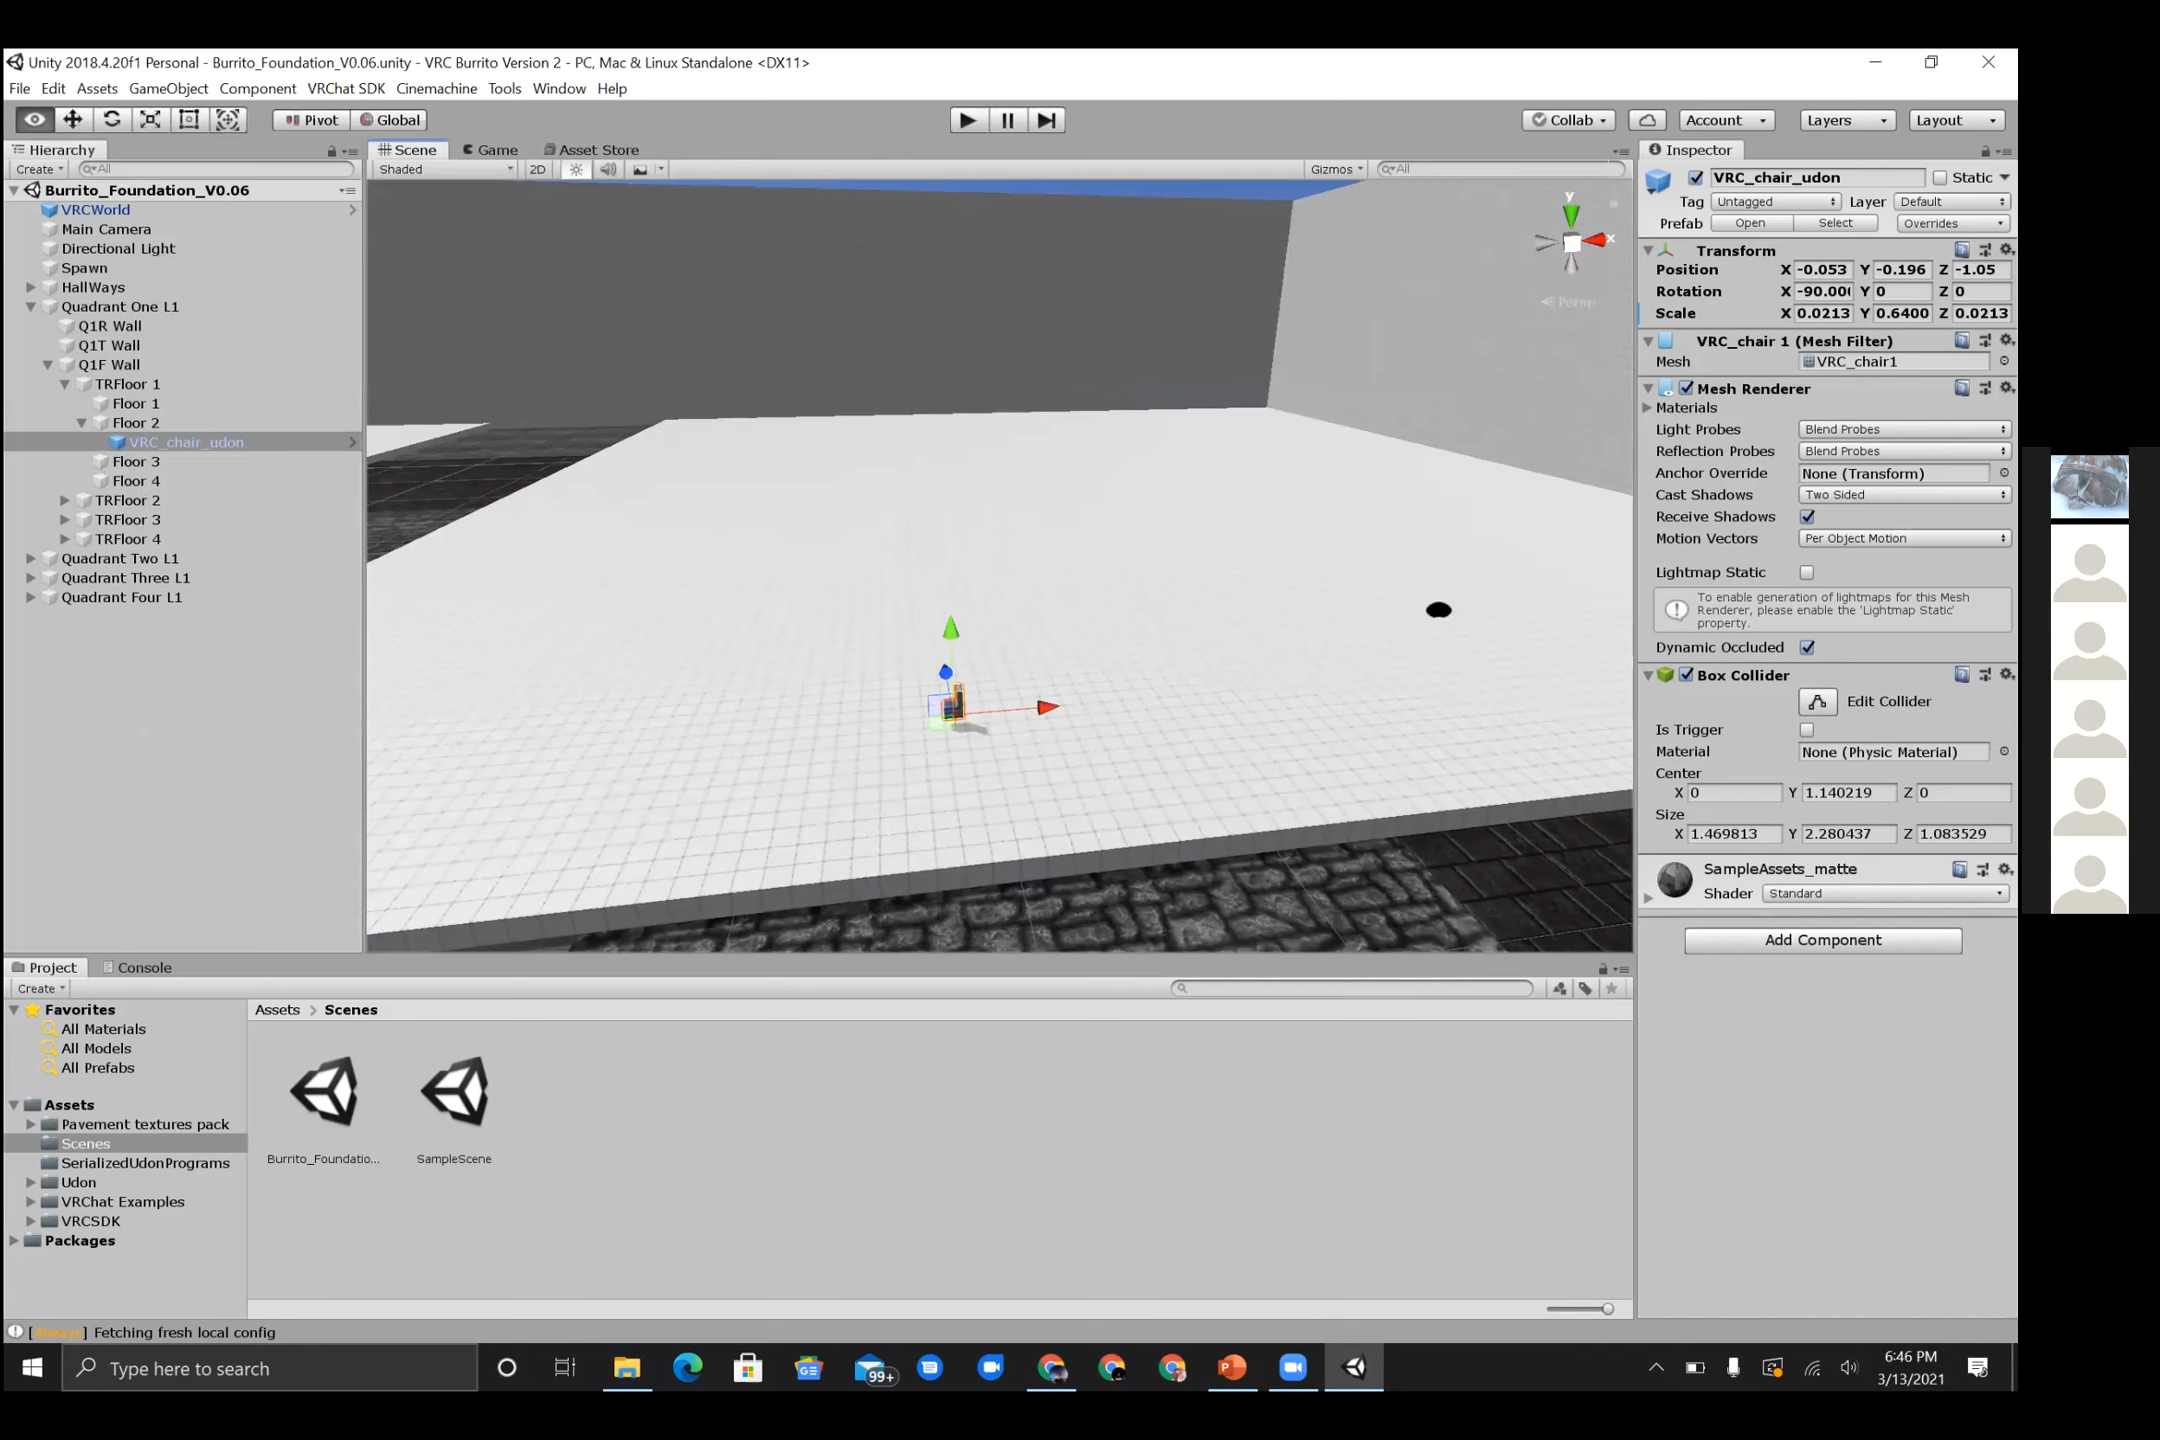 Unity 2018.4.20f1 Personal - Burrito_Foundation_V0.06.unity - VRC Burrito Version 2 - PC, Mac & Linux Standalone <DX11>
File Edit Assets GameObject Component VRChat SDK Cinemachine Tools Window Help
Pivot Global Collab Account Layers Layout
Hierarchy
Create All
Burrito_Foundation_V0.06
VRCWorld
Main Camera
Directional Light
Spawn
HallWays
Quadrant One L1
Q1R Wall
Q1T Wall
Q1F Wall
TRFloor 1
Floor 1
Floor 2
VRC_chair_udon
Floor 3
Floor 4
TRFloor 2
TRFloor 3
TRFloor 4
Quadrant Two L1
Quadrant Three L1
Quadrant Four L1
Scene Game Asset Store
Shaded 2D Gizmos All
y
x
Persp
Inspector
VRC_chair_udon Static
Tag Untagged Layer Default
Prefab Open Select Overrides
Transform
Position X -0.053 Y -0.196 Z -1.05
Rotation X -90.00 Y 0 Z 0
Scale X 0.0213 Y 0.6400 Z 0.0213
VRC_chair 1 (Mesh Filter)
Mesh VRC_chair1
Mesh Renderer
Materials
Light Probes Blend Probes
Reflection Probes Blend Probes
Anchor Override None (Transform)
Cast Shadows Two Sided
Receive Shadows
Motion Vectors Per Object Motion
Lightmap Static
To enable generation of lightmaps for this Mesh
Renderer, please enable the 'Lightmap Static'
property.
Dynamic Occluded
Box Collider
Edit Collider
Is Trigger
Material None (Physic Material)
Center
X 0 Y 1.140219 Z 0
Size
X 1.469813 Y 2.280437 Z 1.083529
SampleAssets_matte
Shader Standard
Add Component
Project Console
Create
Favorites
All Materials
All Models
All Prefabs
Assets
Pavement textures pack
Scenes
SerializedUdonPrograms
Udon
VRChat Examples
VRCSDK
Packages
Assets > Scenes
Burrito_Foundatio...
SampleScene
[Always] Fetching fresh local config
Type here to search
99+
6:46 PM
3/13/2021